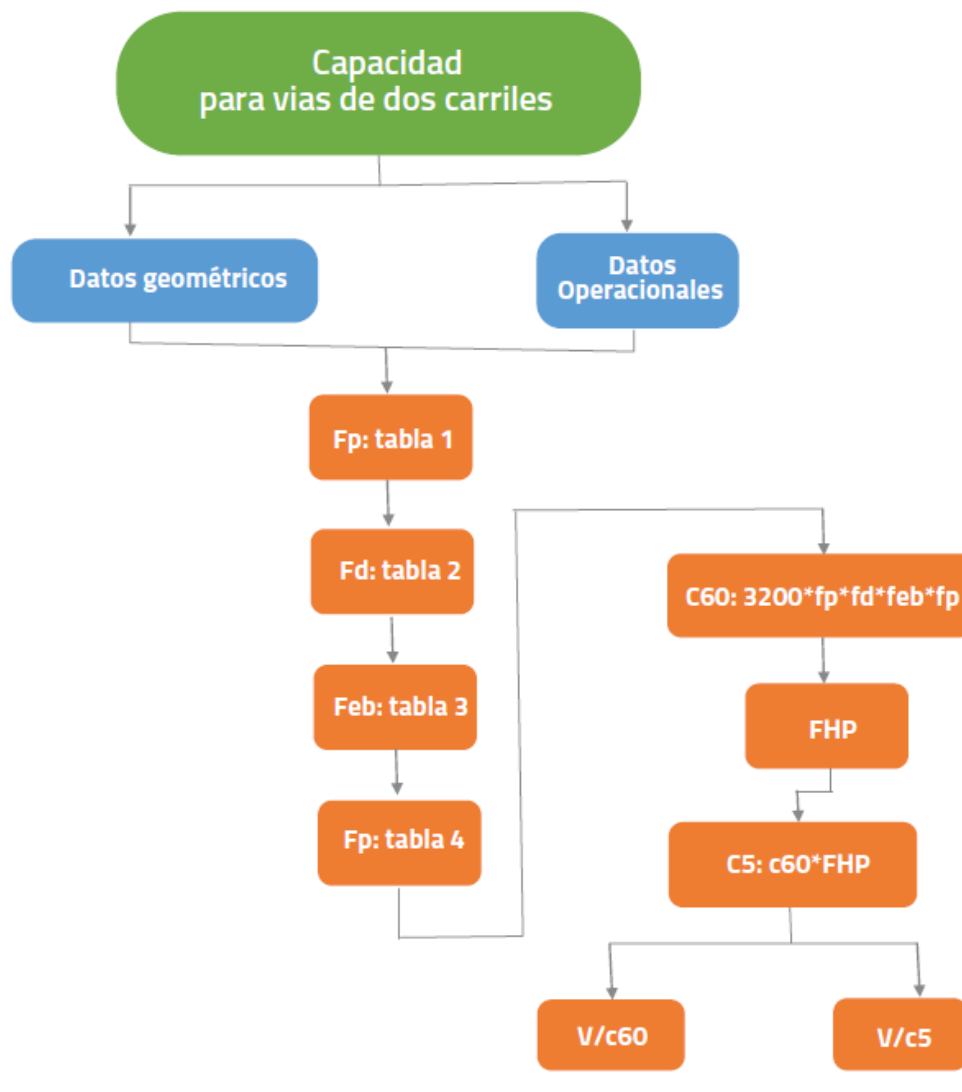 Capacidad
para vias de dos carriles
Datos geométricos
Datos
Operacionales
Fp: tabla 1
Fd: tabla 2
Feb: tabla 3
Fp: tabla 4
C60: 3200*fp*fd*feb*fp
FHP
C5: c60*FHP
V/c60
V/c5